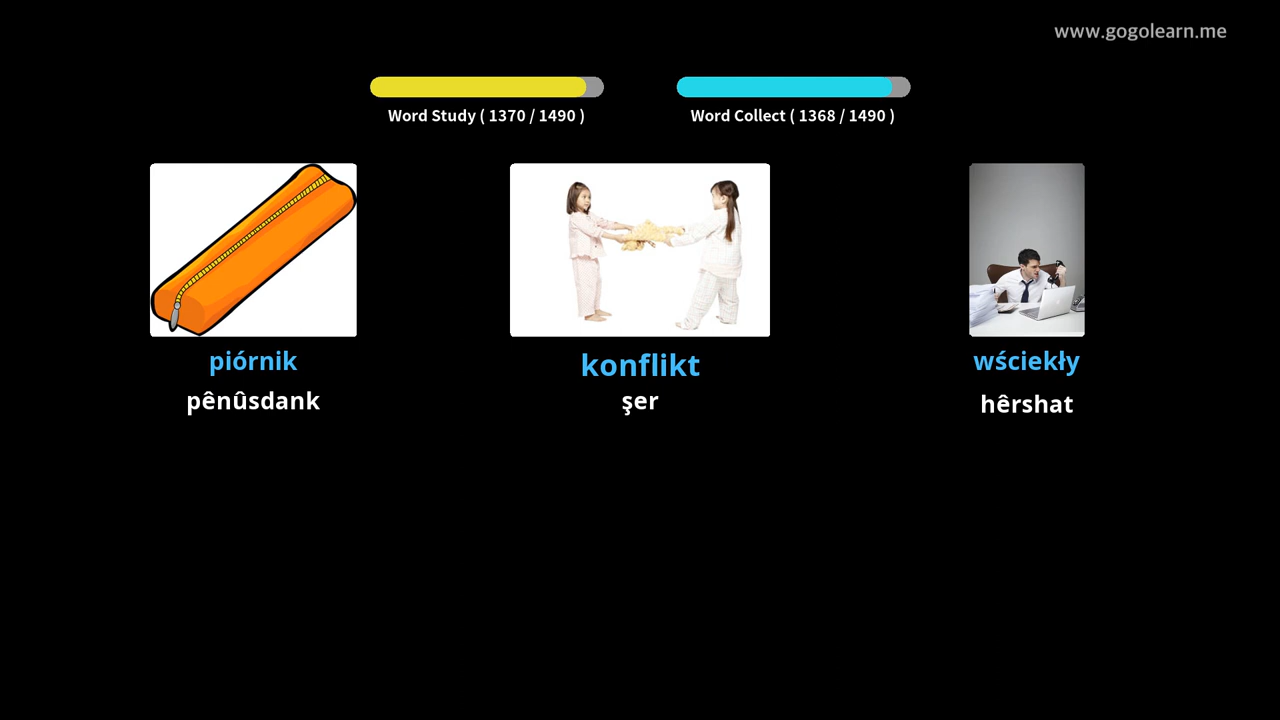 www.gogolearn.me
Word Study ( 1370 / 1490 )
Word Collect ( 1368 / 1490 )
piórnik
pênûsdank
konflikt
şer
wściekły
hêrshat